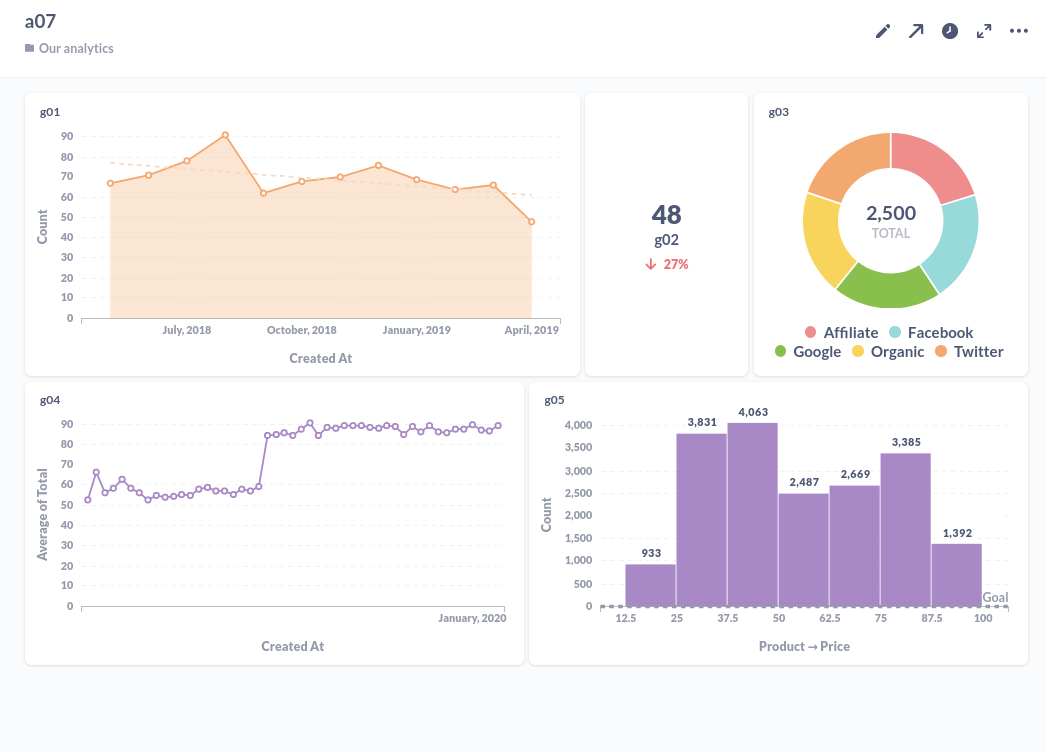 a07
Our analytics
g01
90
80
70
60
50
40
30
20
10
0
Count
July, 2018
October, 2018
January, 2019
April, 2019
Created At
48
g02
27%
g03
2,500
TOTAL
Affiliate
Facebook
Google
Organic
Twitter
g04
90
80
70
60
50
40
30
20
10
0
Average of Total
January, 2020
Created At
g05
4,000
3,500
3,000
2,500
2,000
1,500
1,000
500
0
Count
933
3,831
4,063
2,487
2,669
3,385
1,392
Goal
12.5
25
37.5
50
62.5
75
87.5
100
Product → Price